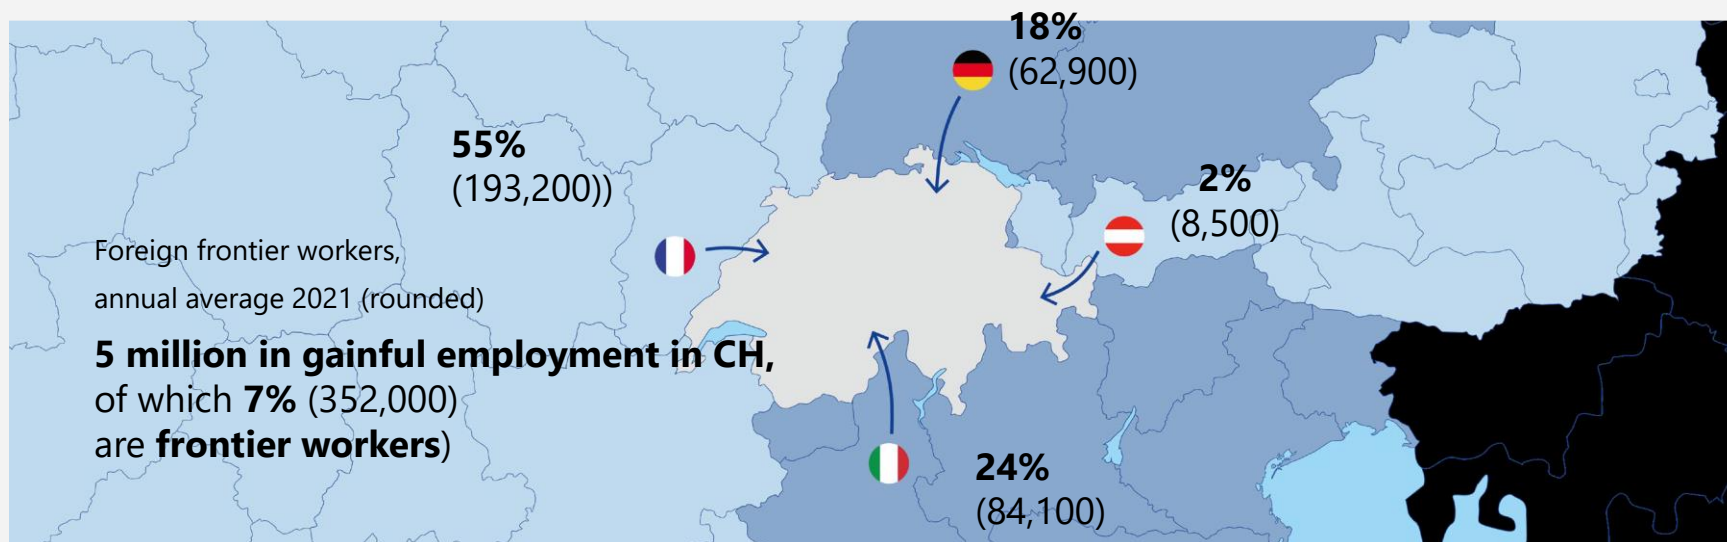 18%
(62,900)
55%
(193,200))
2%
(8,500)
Foreign frontier workers,
annual average 2021 (rounded)
5 million in gainful employment in CH,
of which 7% (352,000)
are frontier workers)
24%
(84,100)